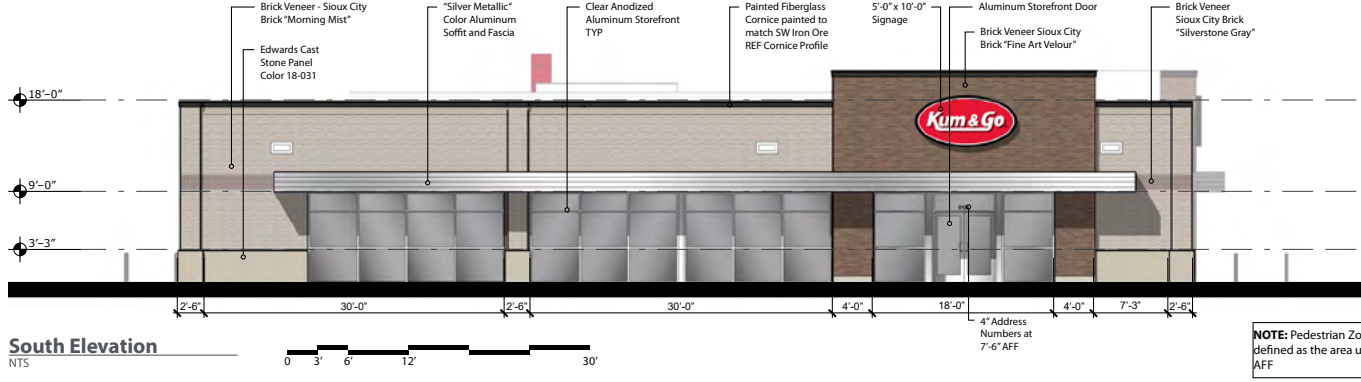 Brick Veneer - Sioux City
Brick “Morning Mist”
Edwards Cast
Stone Panel
Color 18-031
“Silver Metallic”
Color Aluminum
Soffit and Fascia
Clear Anodized
Aluminum Storefront
TYP
Painted Fiberglass
Cornice painted to
match SW Iron Ore
REF Cornice Profile
5’-0” x 10’-0”
Signage
Aluminum Storefront Door
Brick Veneer Sioux City
Brick “Fine Art Velour”
Brick Veneer
Sioux City Brick
“Silverstone Gray”
18’–0”
9’–0”
3’–3”
Kum & Go
2’-6”
30’-0”
2’-6”
30’-0”
4’-0”
18’-0”
4’-0”
7’-3”
2’-6”
4” Address
Numbers at
7’-6” AFF
South Elevation
NTS
0 3’ 6’ 12’ 30’
NOTE: Pedestrian Zo
defined as the area u
AFF